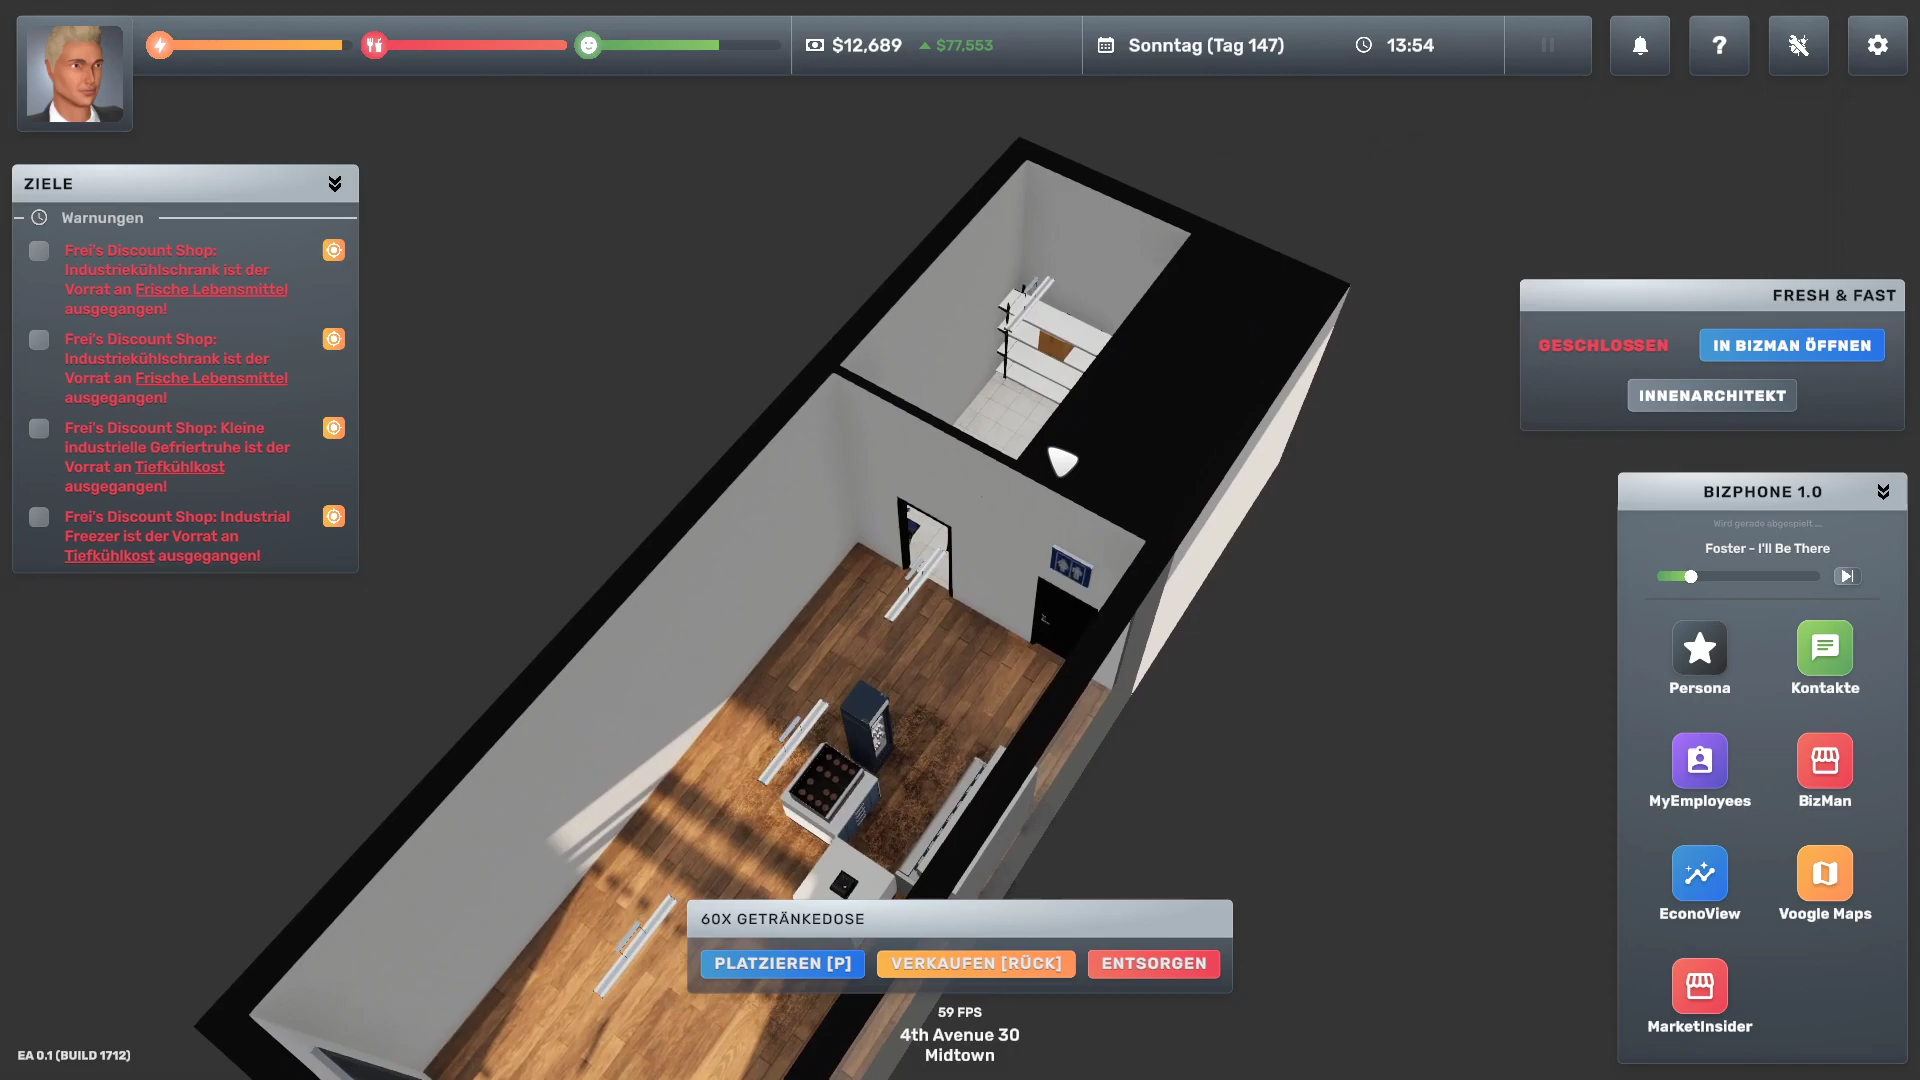 $12,689
$77,553
Sonntag (Tag 147)
13:54
?
ZIELE
Warnungen
Frei's Discount Shop:
Industriekühlschrank ist der
Vorrat an Frische Lebensmittel
ausgegangen!
Frei's Discount Shop:
Industriekühlschrank ist der
Vorrat an Frische Lebensmittel
ausgegangen!
Frei's Discount Shop: Kleine
industrielle Gefriertruhe ist der
Vorrat an Tiefkühlkost
ausgegangen!
Frei's Discount Shop: Industrial
Freezer ist der Vorrat an
Tiefkühlkost ausgegangen!
FRESH & FAST
GESCHLOSSEN
IN BIZMAN ÖFFNEN
INNENARCHITEKT
BIZPHONE 1.0
Wird gerade abgespielt ...
Foster - I'll Be There
Persona
Kontakte
MyEmployees
BizMan
EconoView
Voogle Maps
MarketInsider
60X GETRÄNKEDOSE
PLATZIEREN [P]
VERKAUFEN [RÜCK]
ENTSORGEN
59 FPS
4th Avenue 30
Midtown
EA 0.1 (BUILD 1712)